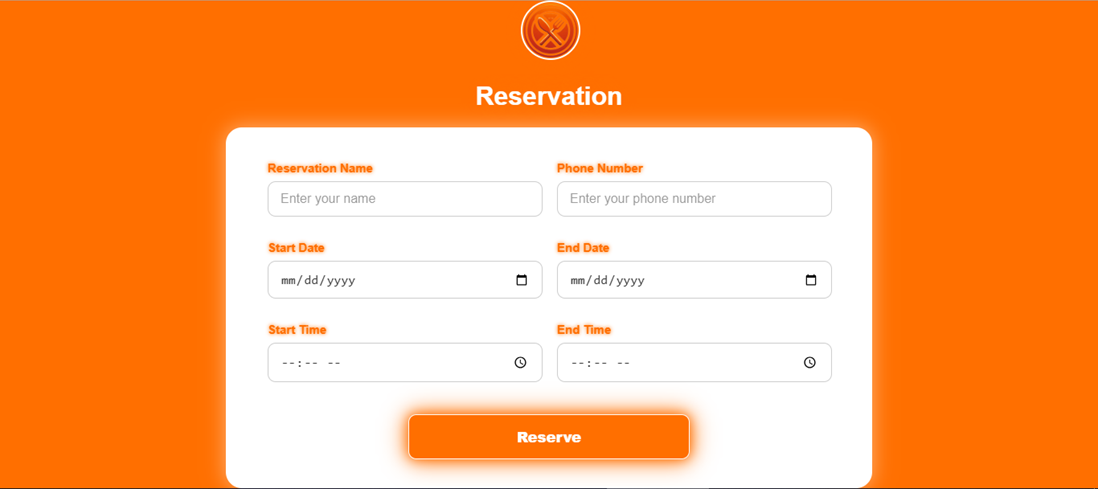 Reservation
Reservation Name Phone Number
Enter your name Enter your phone number
Start Date End Date
mm/dd/yyyy mm/dd/yyyy
Start Time End Time
--:-- -- --:-- --
Reserve